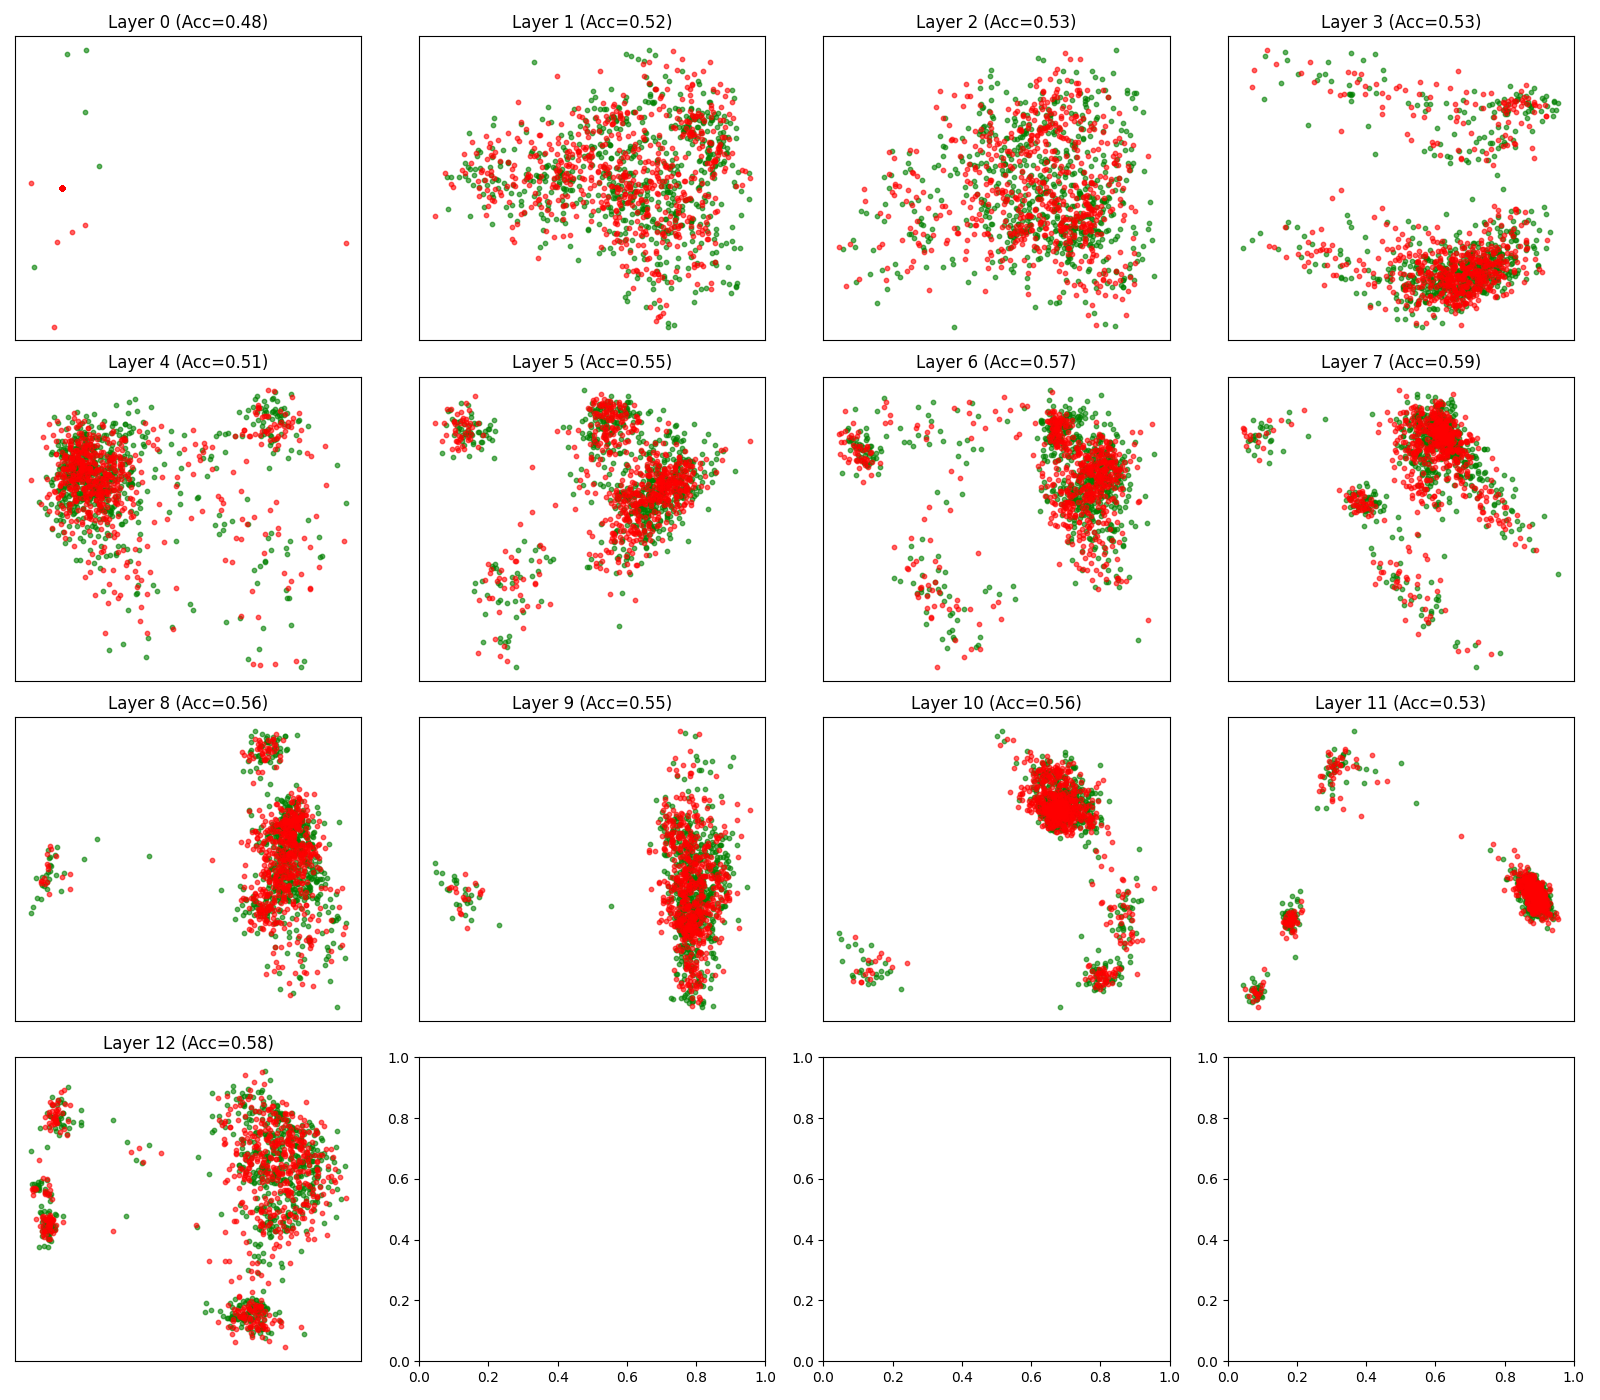 Layer 0 (Acc=0.48)
Layer 1 (Acc=0.52)
Layer 2 (Acc=0.53)
Layer 3 (Acc=0.53)
Layer 4 (Acc=0.51)
Layer 5 (Acc=0.55)
Layer 6 (Acc=0.57)
Layer 7 (Acc=0.59)
Layer 8 (Acc=0.56)
Layer 9 (Acc=0.55)
Layer 10 (Acc=0.56)
Layer 11 (Acc=0.53)
Layer 12 (Acc=0.58)
1.0
0.8
0.6
0.4
0.2
0.0
0.0 0.2 0.4 0.6 0.8 1.0
1.0
0.8
0.6
0.4
0.2
0.0
0.0 0.2 0.4 0.6 0.8 1.0
1.0
0.8
0.6
0.4
0.2
0.0
0.0 0.2 0.4 0.6 0.8 1.0